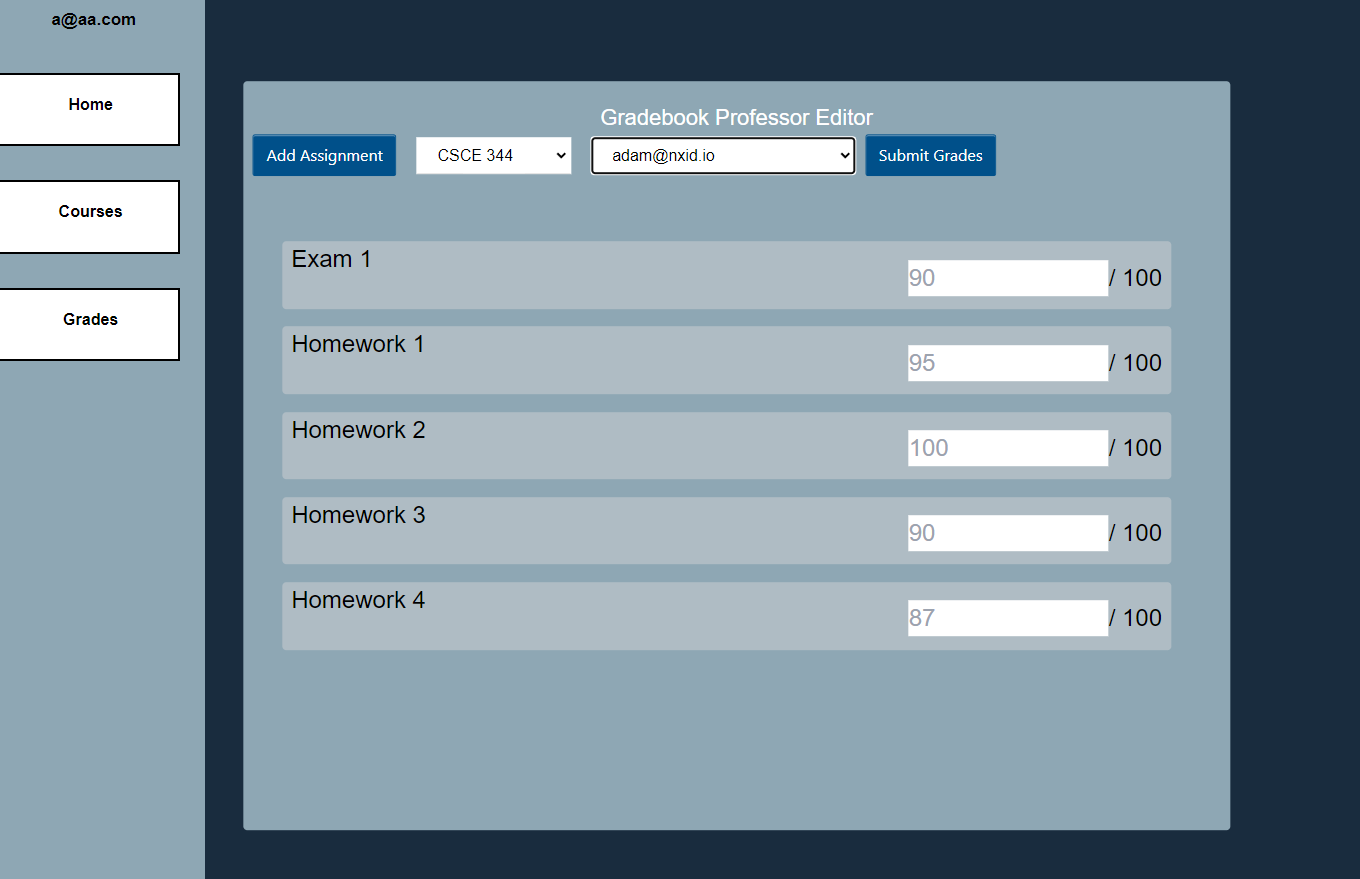 a@aa.com
Home
Courses
Grades
Gradebook Professor Editor
Add Assignment CSCE 344 adam@nxid.io Submit Grades
Exam 1
90 / 100
Homework 1
95 / 100
Homework 2
100 / 100
Homework 3
90 / 100
Homework 4
87 / 100